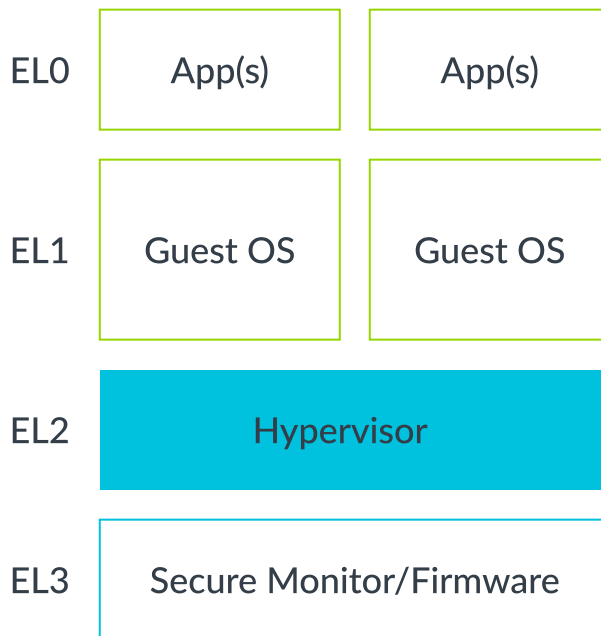 EL0 App(s) App(s)
EL1 Guest OS Guest OS
EL2 Hypervisor
EL3 Secure Monitor/Firmware